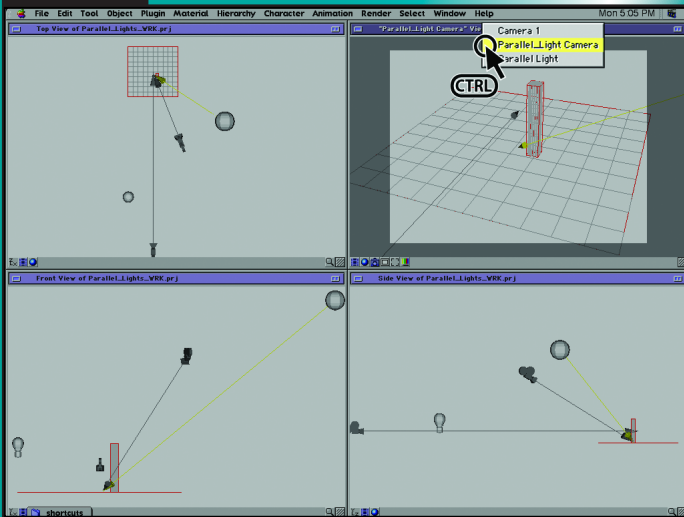 File Edit Tool Object Plugin Material Hierarchy Character Animation Render Select Window Help Mon 5:05 PM
Top View of Parallel_Lights_WRK.prj
"Parallel_Light Camera" Vie
Camera 1
Parallel_Light Camera
Parallel Light
CTRL
Front View of Parallel_Lights_WRK.prj
Side View of Parallel_Lights_WRK.prj
shortcuts